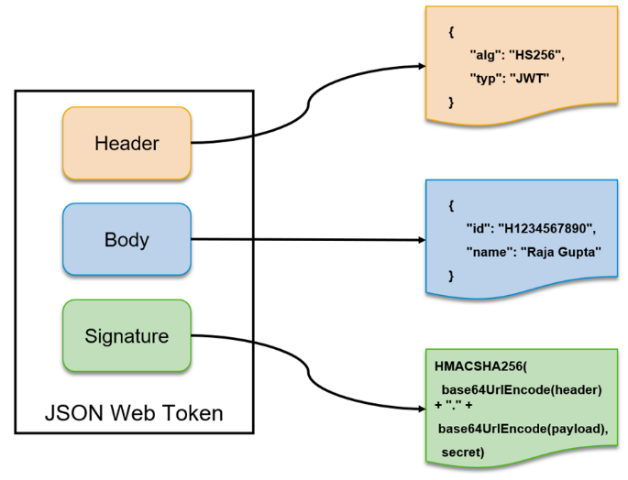 {
"alg": "HS256",
"typ": "JWT"
}
Header
Body
{
"id": "H1234567890",
"name": "Raja Gupta"
}
Signature
JSON Web Token
HMACSHA256(
base64UrlEncode(header)
+ "." +
base64UrlEncode(payload),
secret)